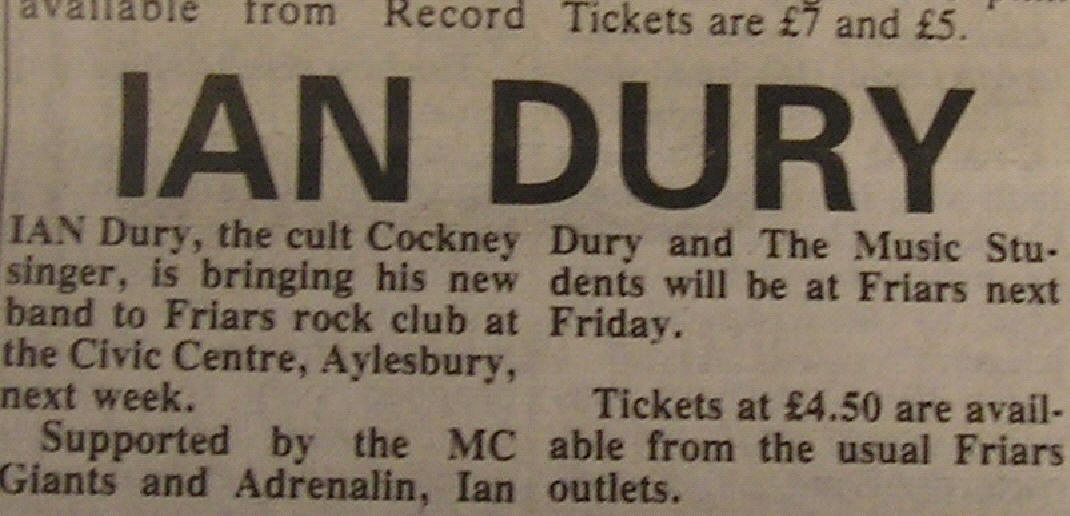 available from Record
Tickets are £7 and £5.
IAN DURY
IAN Dury, the cult Cockney
singer, is bringing his new
band to Friars rock club at
the Civic Centre, Aylesbury,
next week.
Supported by the MC
Giants and Adrenalin, Ian
Dury and The Music Stu-
dents will be at Friars next
Friday.
Tickets at £4.50 are avail-
able from the usual Friars
outlets.